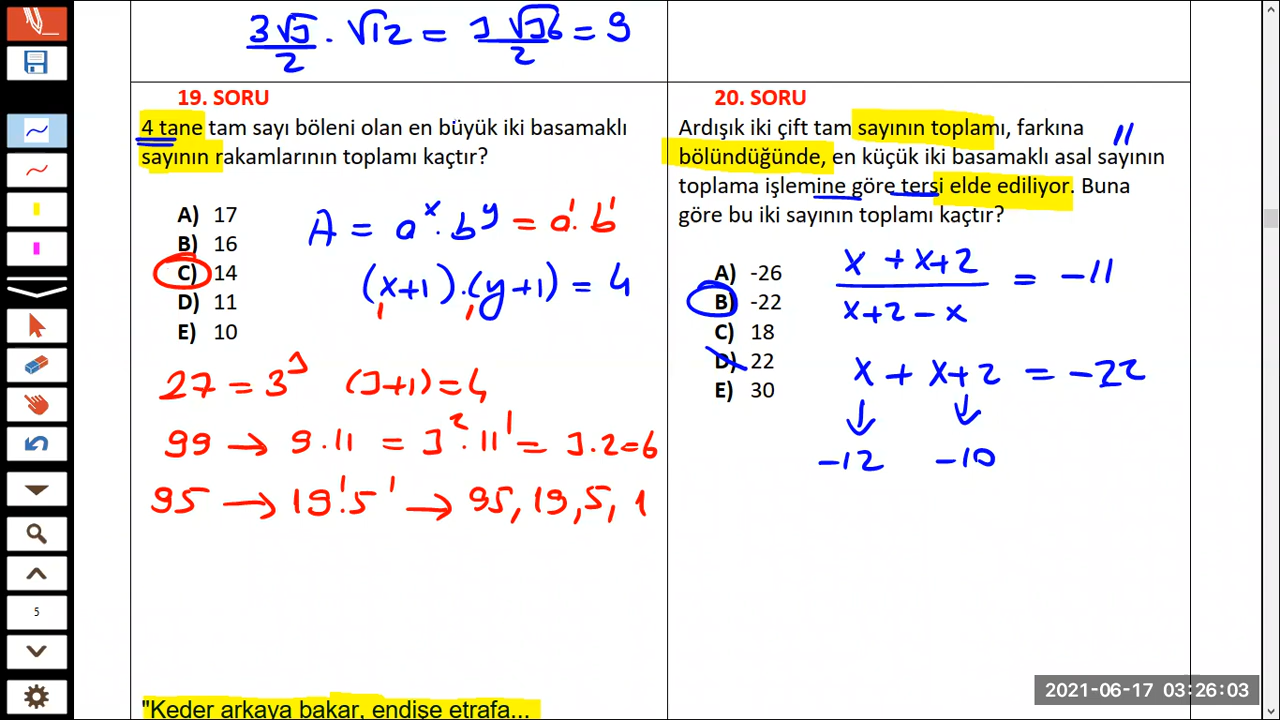 3√3/2 · √12 = 3√36/2 = 9
19. SORU
4 tane tam sayı böleni olan en büyük iki basamaklı
sayının rakamlarının toplamı kaçtır?
A) 17
B) 16
C) 14
D) 11
E) 10
A = a^x · b^y = a^1 · b^1
(x+1) · (y+1) = 4
1 1
27 = 3^3 (3+1) = 4
99 → 9·11 = 3^2 · 11^1 = 3·2=6
95 → 19^1·5^1 → 95, 19, 5, 1
"Keder arkaya bakar, endişe etrafa...
20. SORU
Ardışık iki çift tam sayının toplamı, farkına
11
bölündüğünde, en küçük iki basamaklı asal sayının
toplama işlemine göre tersi elde ediliyor. Buna
göre bu iki sayının toplamı kaçtır?
A) -26
B) -22
C) 18
D) 22
E) 30
x + x+2 / x+2 - x = -11
x + x+2 = -22
↓ ↓
-12 -10
5
2021-06-17 03:26:03